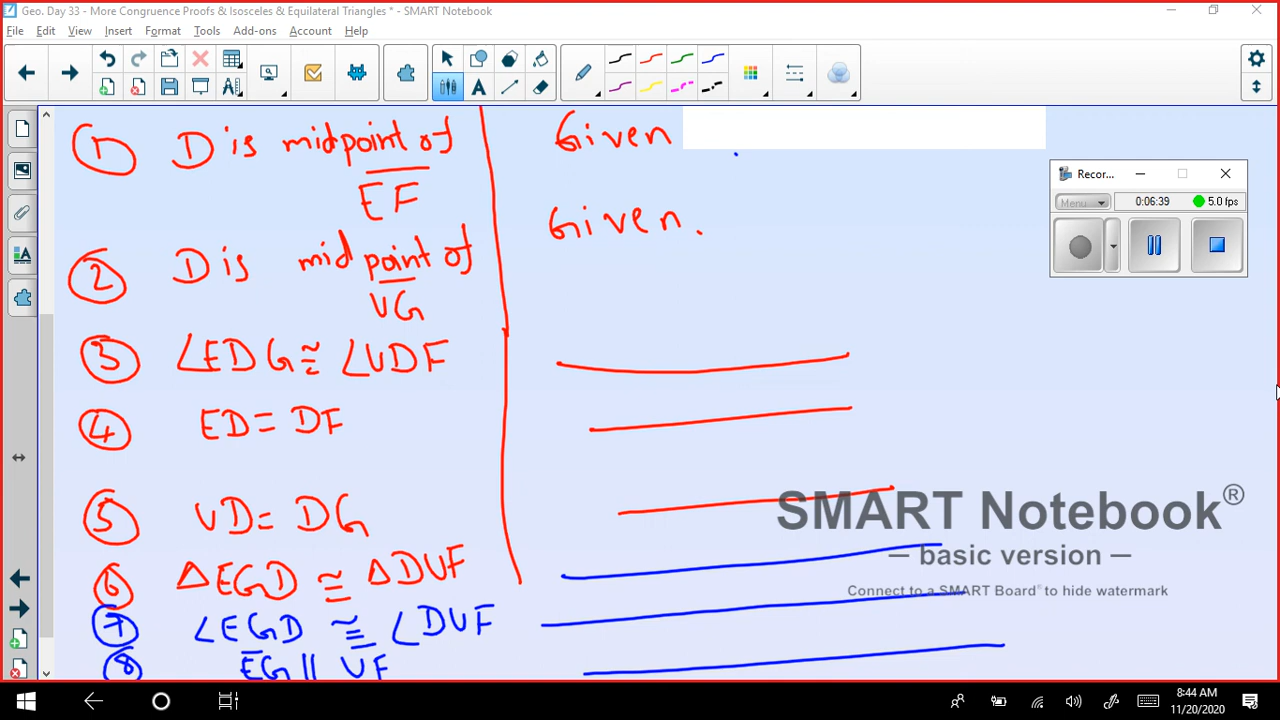 Geo. Day 33 - More Congruence Proofs & Isosceles & Equilateral Triangles * - SMART Notebook
File Edit View Insert Format Tools Add-ons Account Help
① D is midpoint of Given
EF
Given.
② D is midpoint of
VG
③ ∠EDG ≅ ∠VDF
④ ED = DF
⑤ VD = DG
⑥ ΔEGD ≅ ΔDVF
⑦ ∠EGD ≅ ∠DVF
⑧ EG || VF
Recor...
Menu 0:06:39 5.0 fps
SMART Notebook®
— basic version —
Connect to a SMART Board® to hide watermark
8:44 AM
11/20/2020